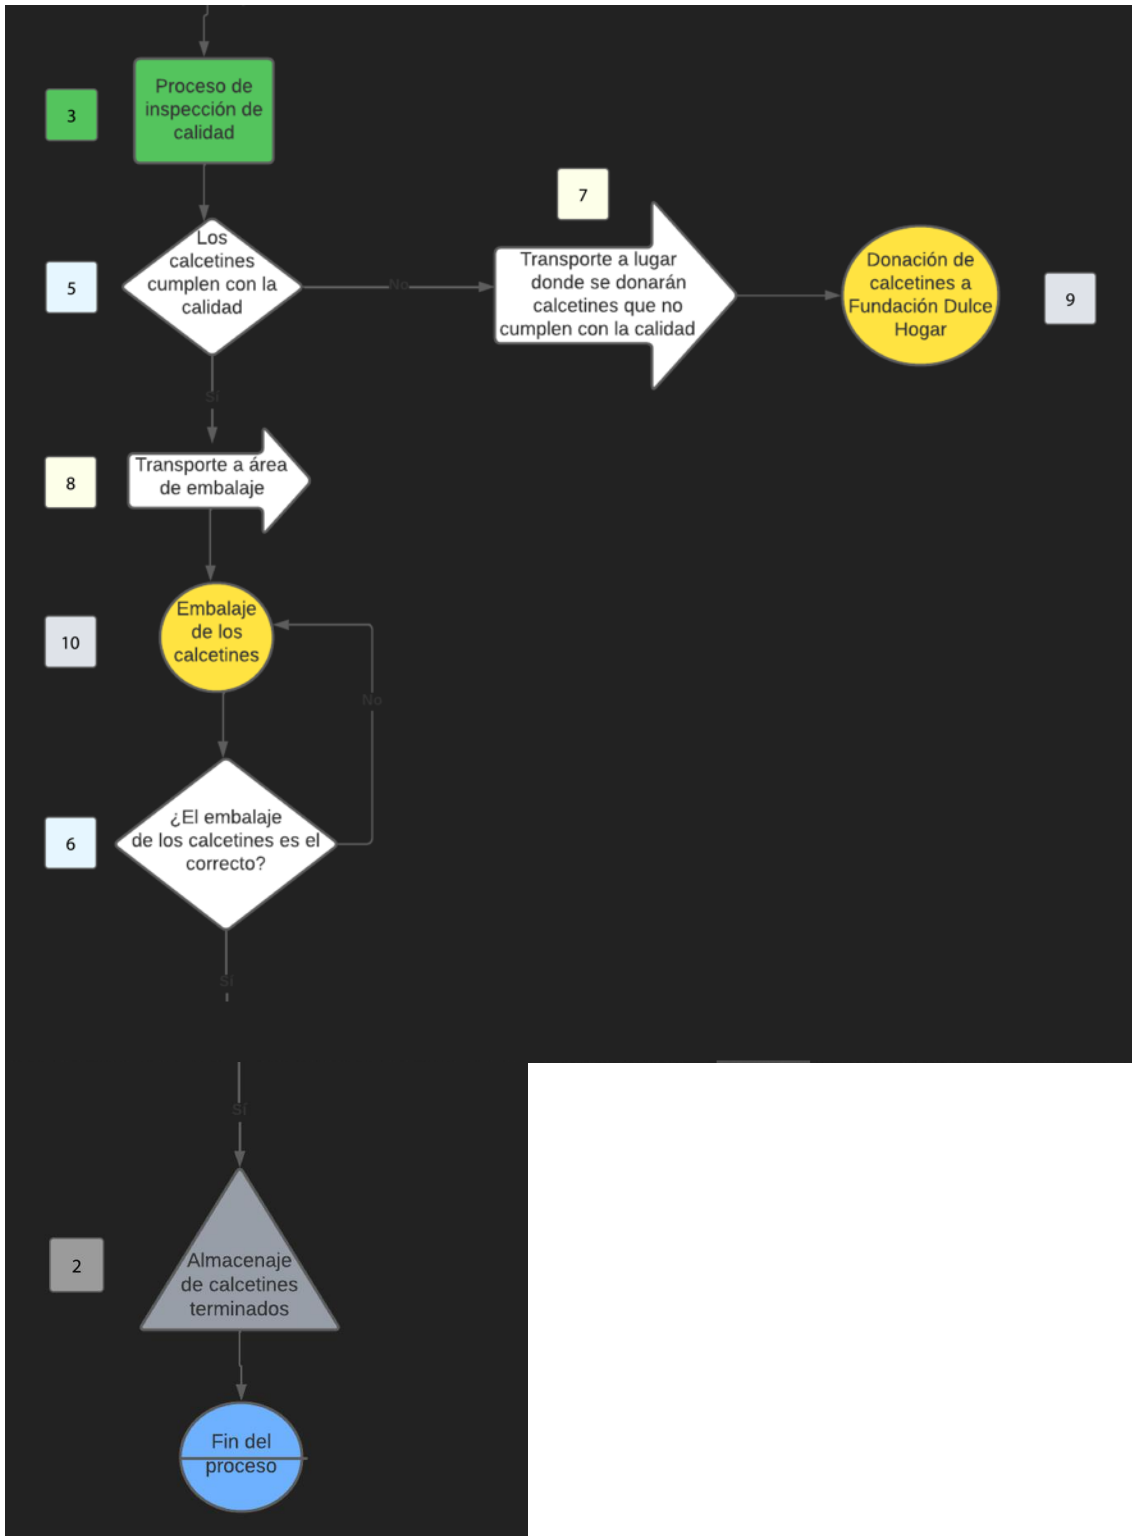 3
Proceso de
inspección de
calidad
7
5
Los
calcetines
cumplen con la
calidad
No
Transporte a lugar
donde se donarán
calcetines que no
cumplen con la calidad
Donación de
calcetines a
Fundación Dulce
Hogar
9
Sí
8
Transporte a área
de embalaje
10
Embalaje
de los
calcetines
No
6
¿El embalaje
de los calcetines es el
correcto?
Sí
Sí
2
Almacenaje
de calcetines
terminados
Fin del
proceso